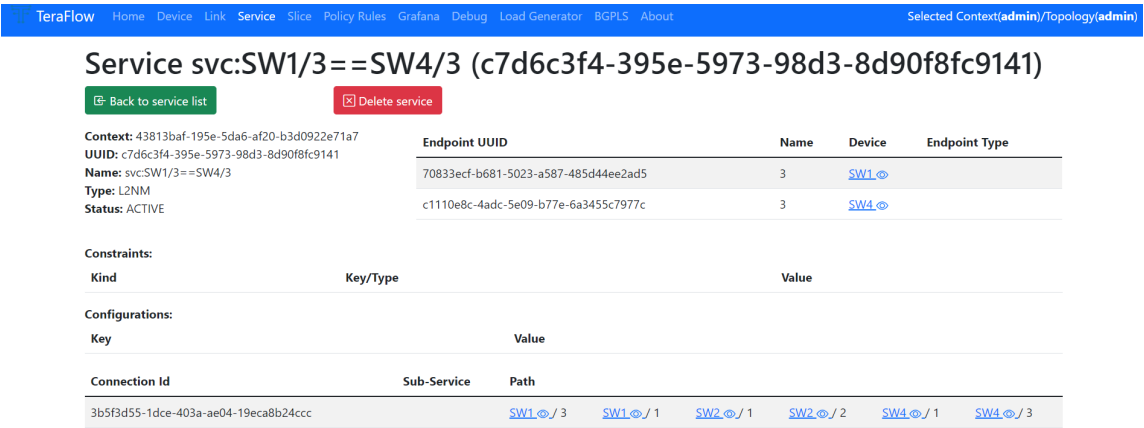 TeraFlow Home Device Link Service Slice Policy Rules Grafana Debug Load Generator BGPLS About Selected Context(admin)/Topology(admin)
Service svc:SW1/3==SW4/3 (c7d6c3f4-395e-5973-98d3-8d90f8fc9141)
Back to service list Delete service
Context: 43813baf-195e-5da6-af20-b3d0922e71a7
UUID: c7d6c3f4-395e-5973-98d3-8d90f8fc9141
Name: svc:SW1/3==SW4/3
Type: L2NM
Status: ACTIVE
Endpoint UUID Name Device Endpoint Type
70833ecf-b681-5023-a587-485d44ee2ad5 3 SW1
c1110e8c-4adc-5e09-b77e-6a3455c7977c 3 SW4
Constraints:
Kind Key/Type Value
Configurations:
Key Value
Connection Id Sub-Service Path
3b5f3d55-1dce-403a-ae04-19eca8b24ccc SW1 / 3 SW1 / 1 SW2 / 1 SW2 / 2 SW4 / 1 SW4 / 3